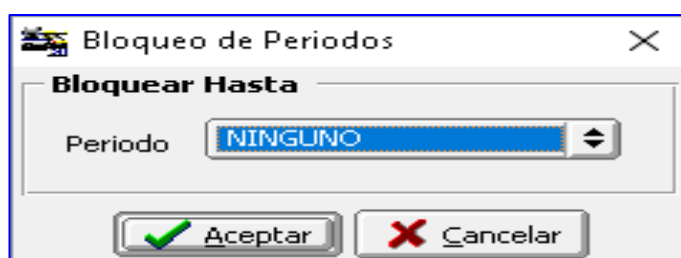 Bloqueo de Periodos
Bloquear Hasta
Periodo NINGUNO
Aceptar Cancelar